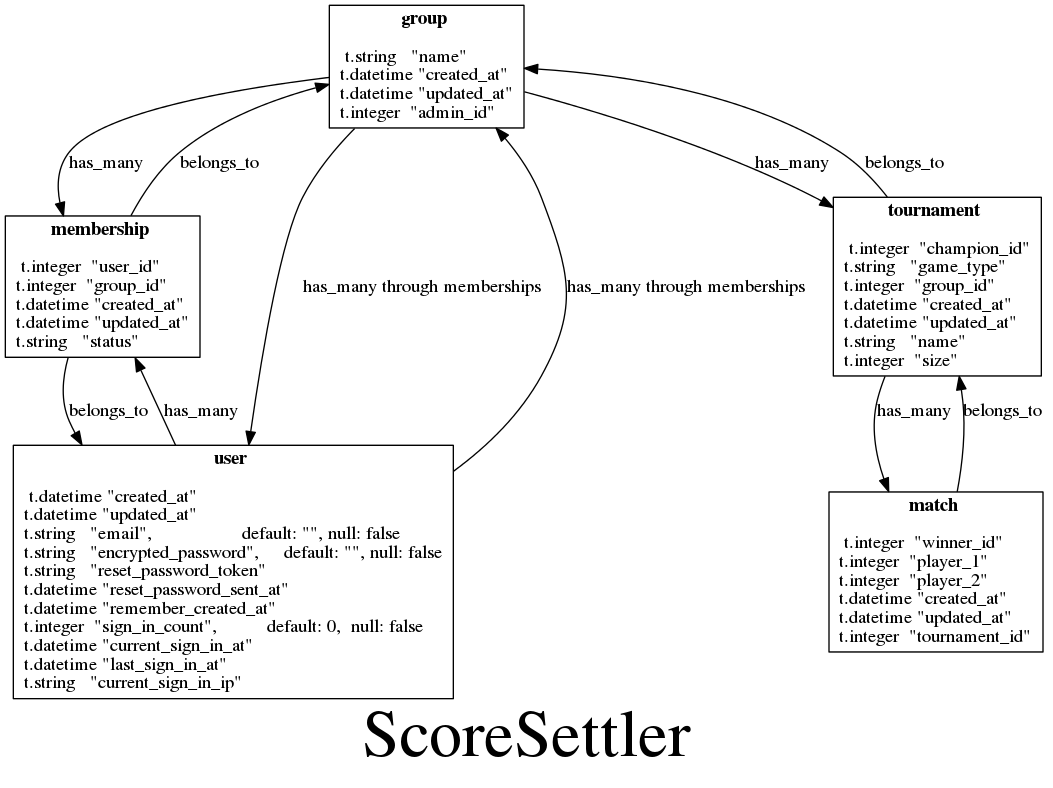 group
t.string "name"
t.datetime "created_at"
t.datetime "updated_at"
t.integer "admin_id"
has_many
belongs_to
has_many
belongs_to
membership
t.integer "user_id"
t.integer "group_id"
t.datetime "created_at"
t.datetime "updated_at"
t.string "status"
has_many through memberships
has_many through memberships
tournament
t.integer "champion_id"
t.string "game_type"
t.integer "group_id"
t.datetime "created_at"
t.datetime "updated_at"
t.string "name"
t.integer "size"
belongs_to
has_many
has_many
belongs_to
user
t.datetime "created_at"
t.datetime "updated_at"
t.string "email", default: "", null: false
t.string "encrypted_password", default: "", null: false
t.string "reset_password_token"
t.datetime "reset_password_sent_at"
t.datetime "remember_created_at"
t.integer "sign_in_count", default: 0, null: false
t.datetime "current_sign_in_at"
t.datetime "last_sign_in_at"
t.string "current_sign_in_ip"
match
t.integer "winner_id"
t.integer "player_1"
t.integer "player_2"
t.datetime "created_at"
t.datetime "updated_at"
t.integer "tournament_id"
ScoreSettler